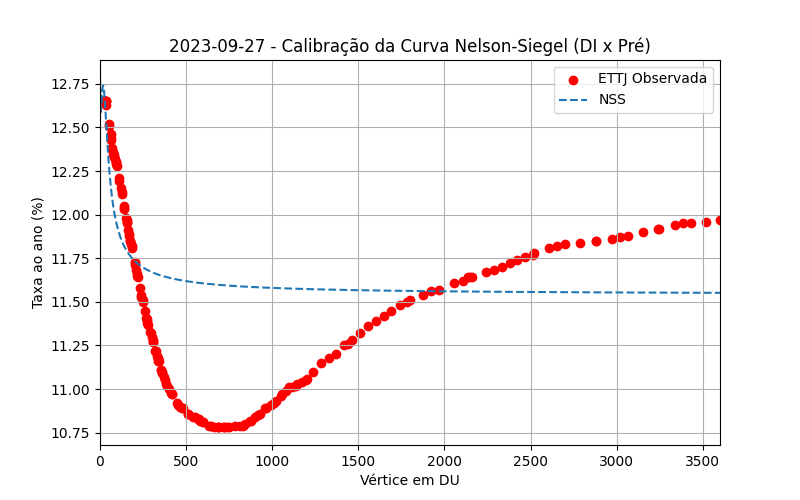 2023-09-27 - Calibração da Curva Nelson-Siegel (DI x Pré)
ETTJ Observada
NSS
Taxa ao ano (%)
12.75
12.50
12.25
12.00
11.75
11.50
11.25
11.00
10.75
0 500 1000 1500 2000 2500 3000 3500
Vértice em DU